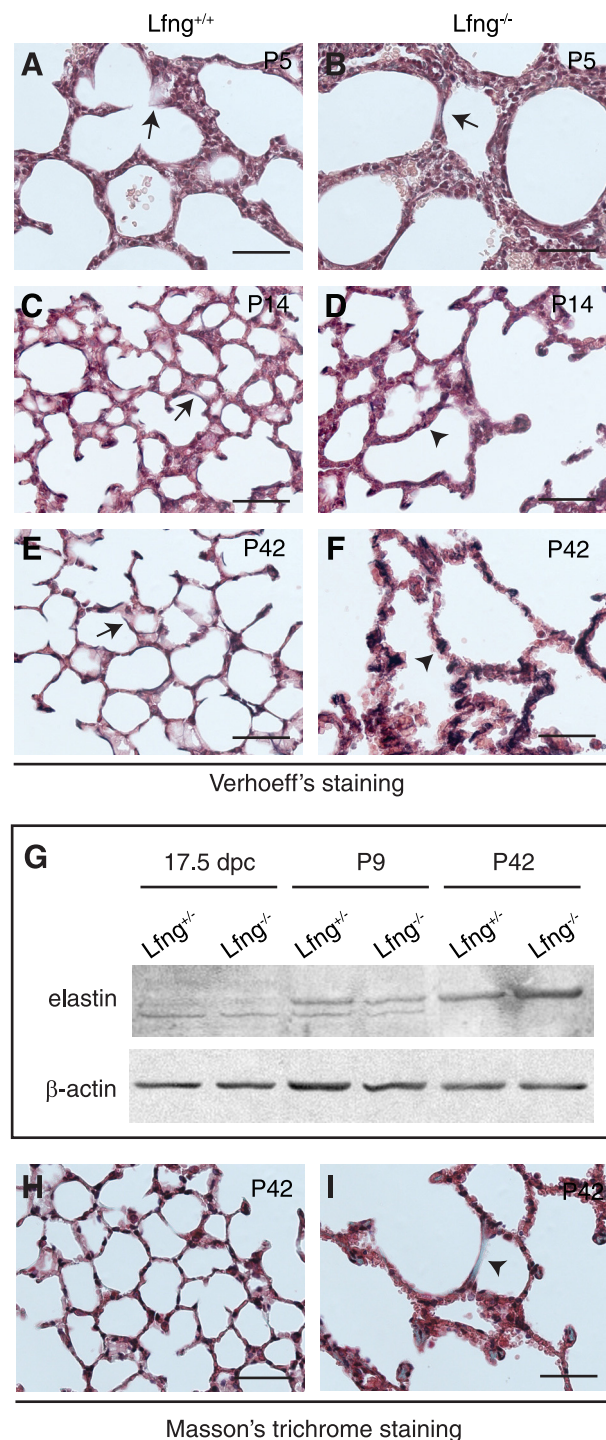 Lfng+/+ Lfng-/-
A P5 B P5
C P14 D P14
E P42 F P42
Verhoeff's staining
G 17.5 dpc P9 P42
Lfng+/- Lfng-/- Lfng+/- Lfng-/- Lfng+/- Lfng-/-
elastin
β-actin
H P42 I P42
Masson's trichrome staining